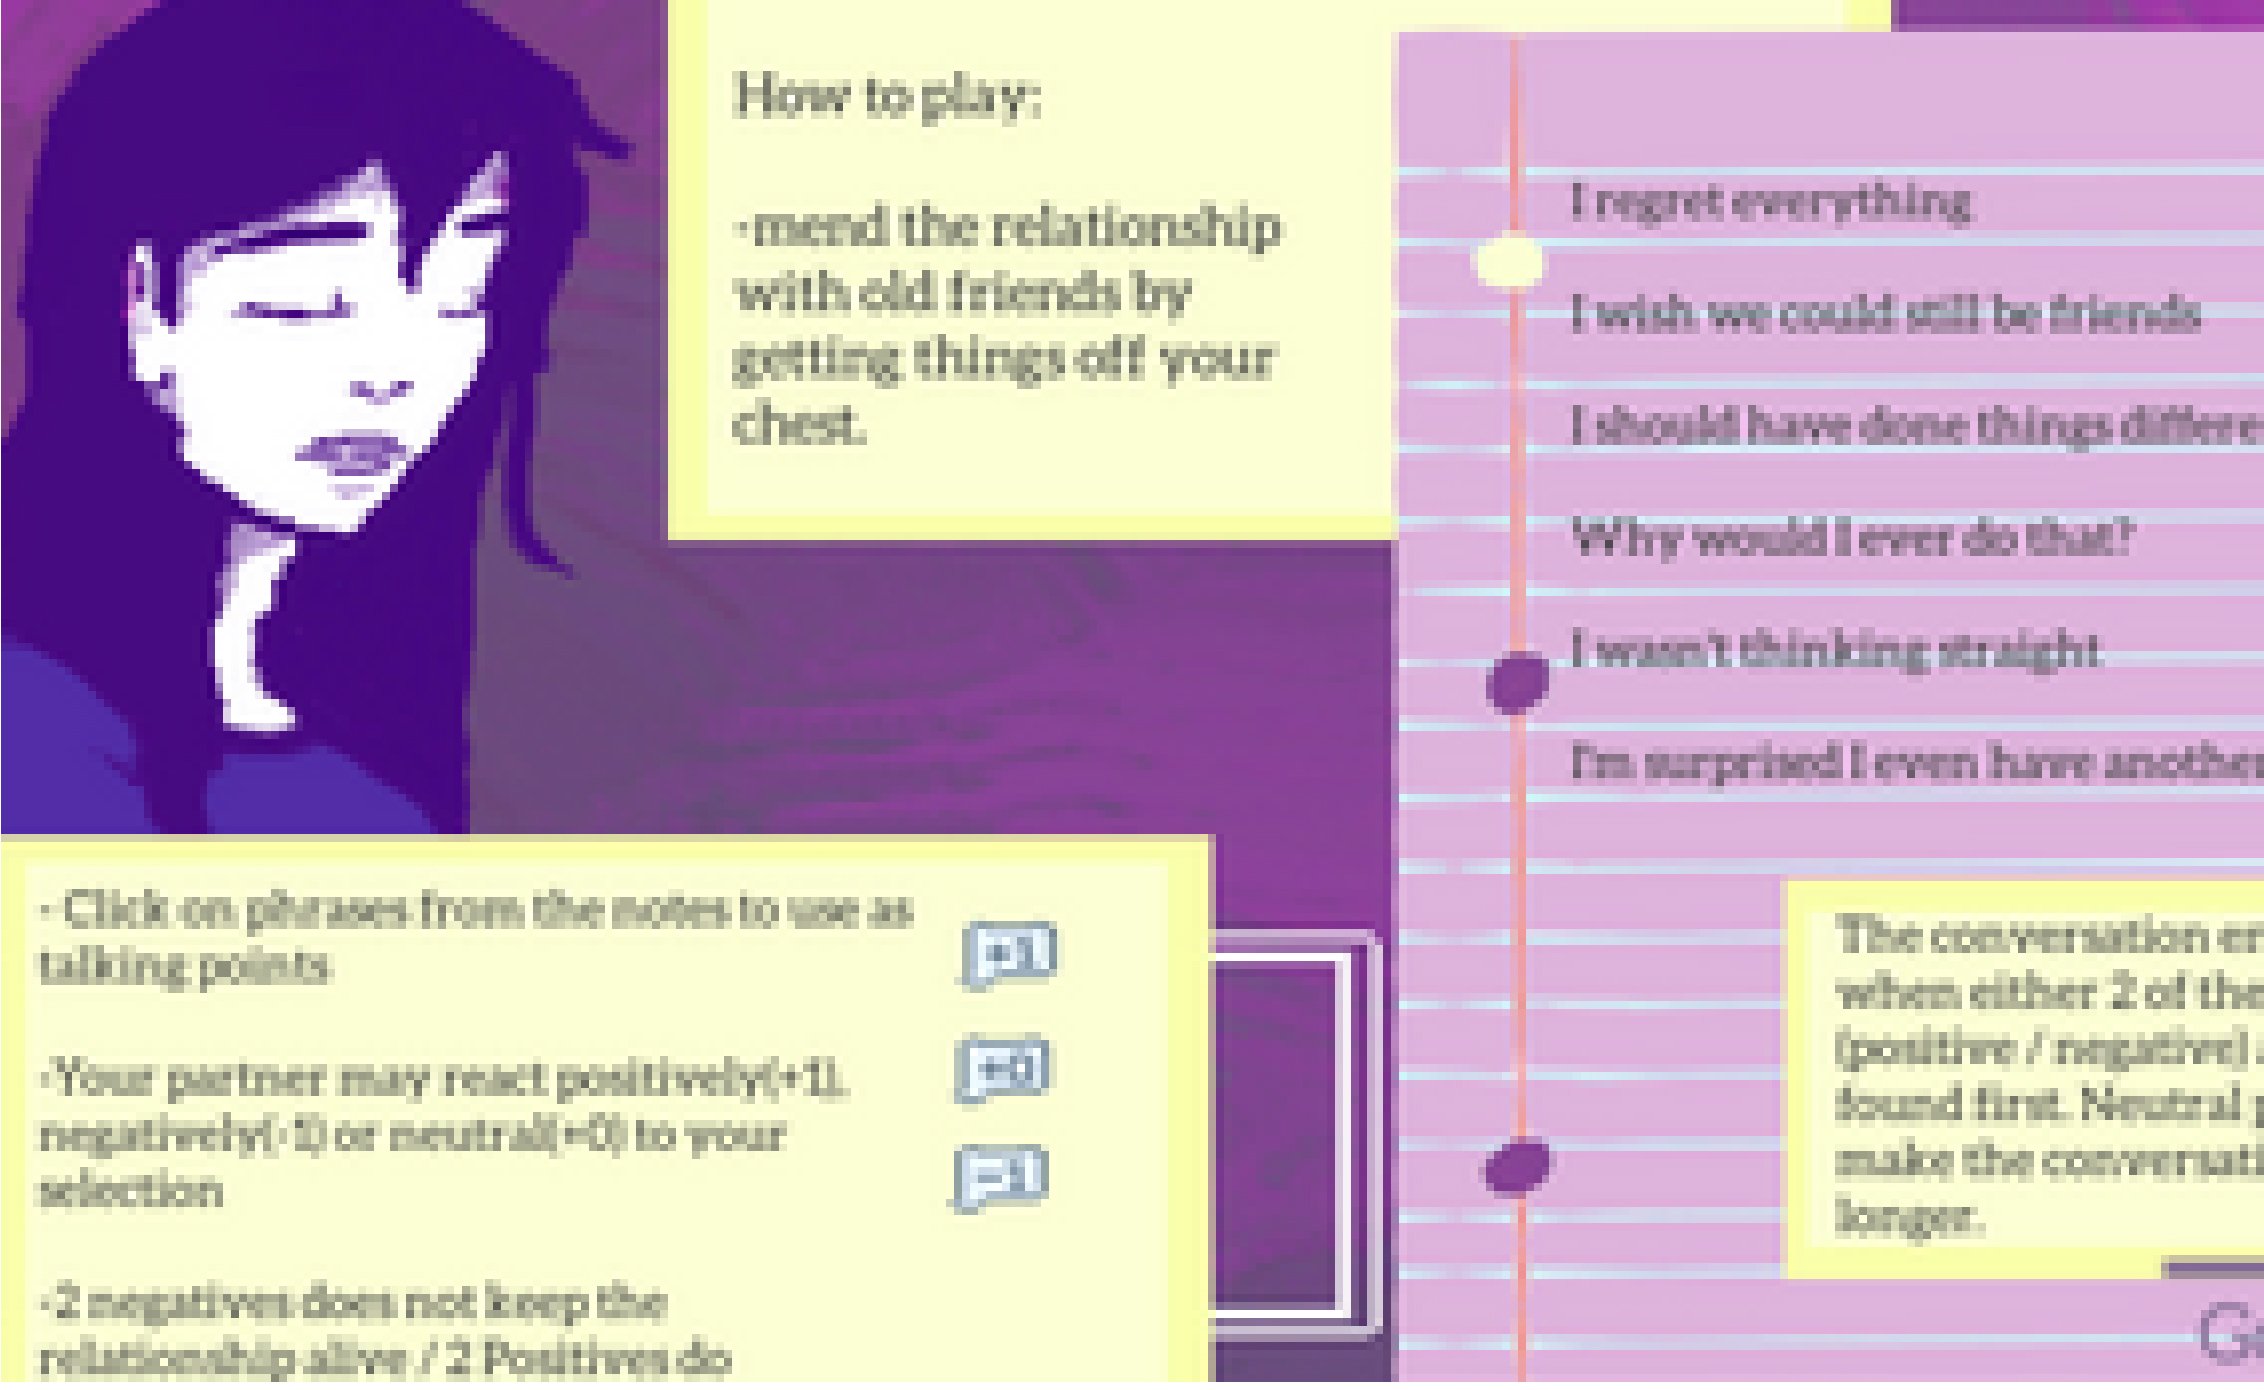 How to play:
-mend the relationship
with old friends by
getting things off your
chest.
I regret everything
I wish we could still be friends
I should have done things
Why would I ever do that?
I wasn't thinking straight
I'm surprised I even have another
- Click on phrases from the notes to use as
talking points
-Your partner may react positively(+1),
negatively(-1) or neutral(+0) to your
selection
-2 negatives does not keep the
relationship alive / 2 Positives do
+1
+0
-1
The conversation
when either 2 of the
(positive / negative)
found first. Neutral
make the
longer.